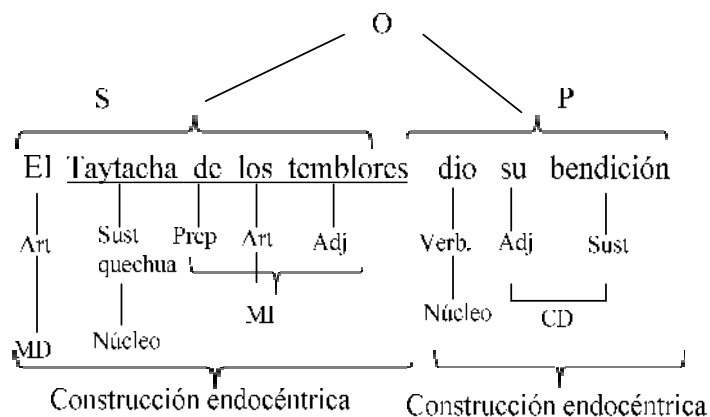 O
S P
El Taytacha de los temblores dio su bendición
Art Sust Prep Art Adj Verb. Adj Sust
quechua
MI Núcleo CD
MD Núcleo
Construcción endocéntrica Construcción endocéntrica